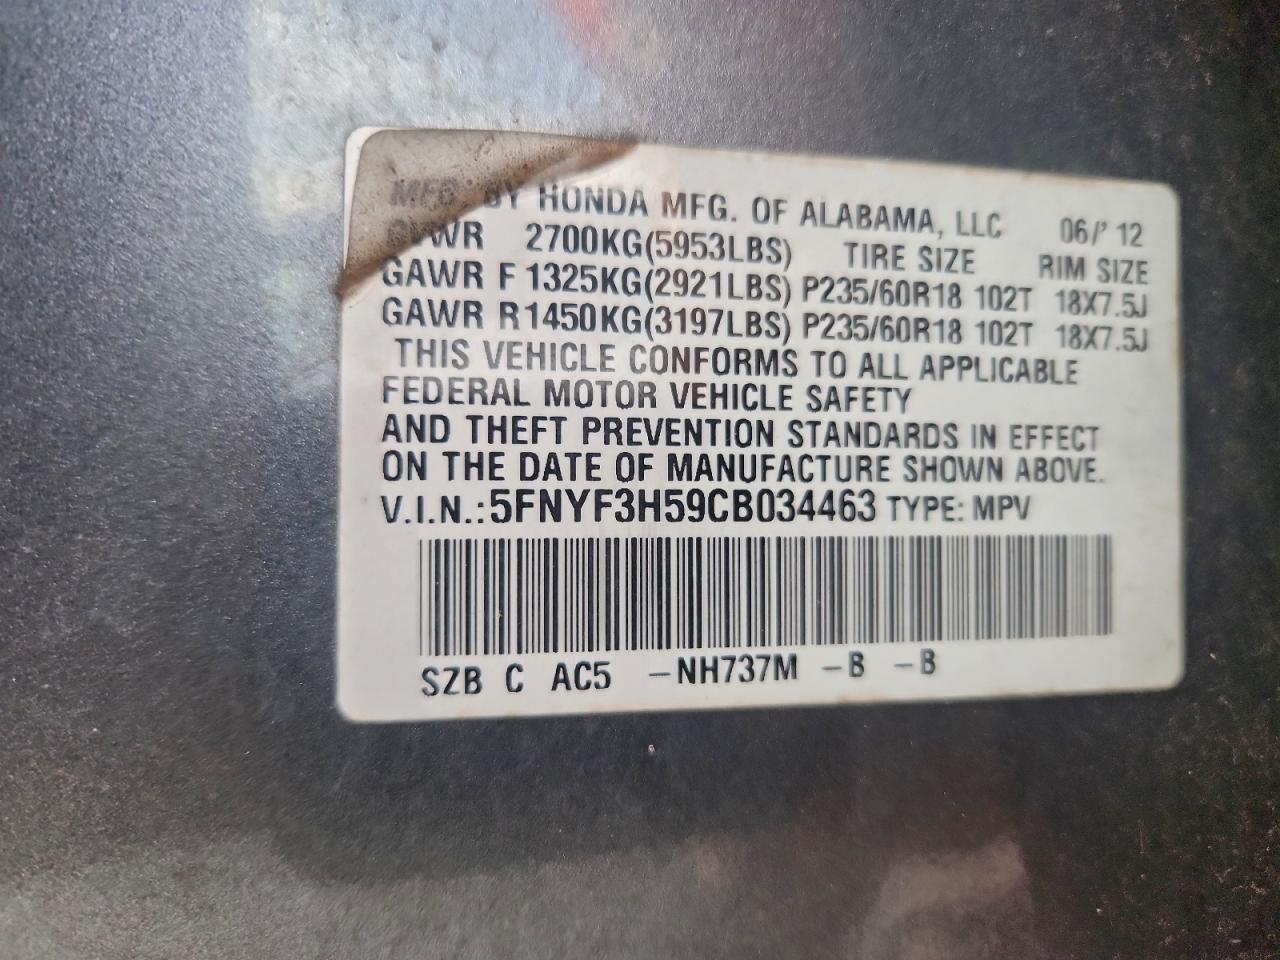 MFG. BY HONDA MFG. OF ALABAMA, LLC 06/' 12
GVWR 2700KG(5953LBS) TIRE SIZE RIM SIZE
GAWR F 1325KG(2921LBS) P235/60R18 102T 18X7.5J
GAWR R 1450KG(3197LBS) P235/60R18 102T 18X7.5J
THIS VEHICLE CONFORMS TO ALL APPLICABLE
FEDERAL MOTOR VEHICLE SAFETY
AND THEFT PREVENTION STANDARDS IN EFFECT
ON THE DATE OF MANUFACTURE SHOWN ABOVE.
V.I.N.: 5FNYF3H59CB034463 TYPE: MPV
SZB C AC5 –NH737M –B –B